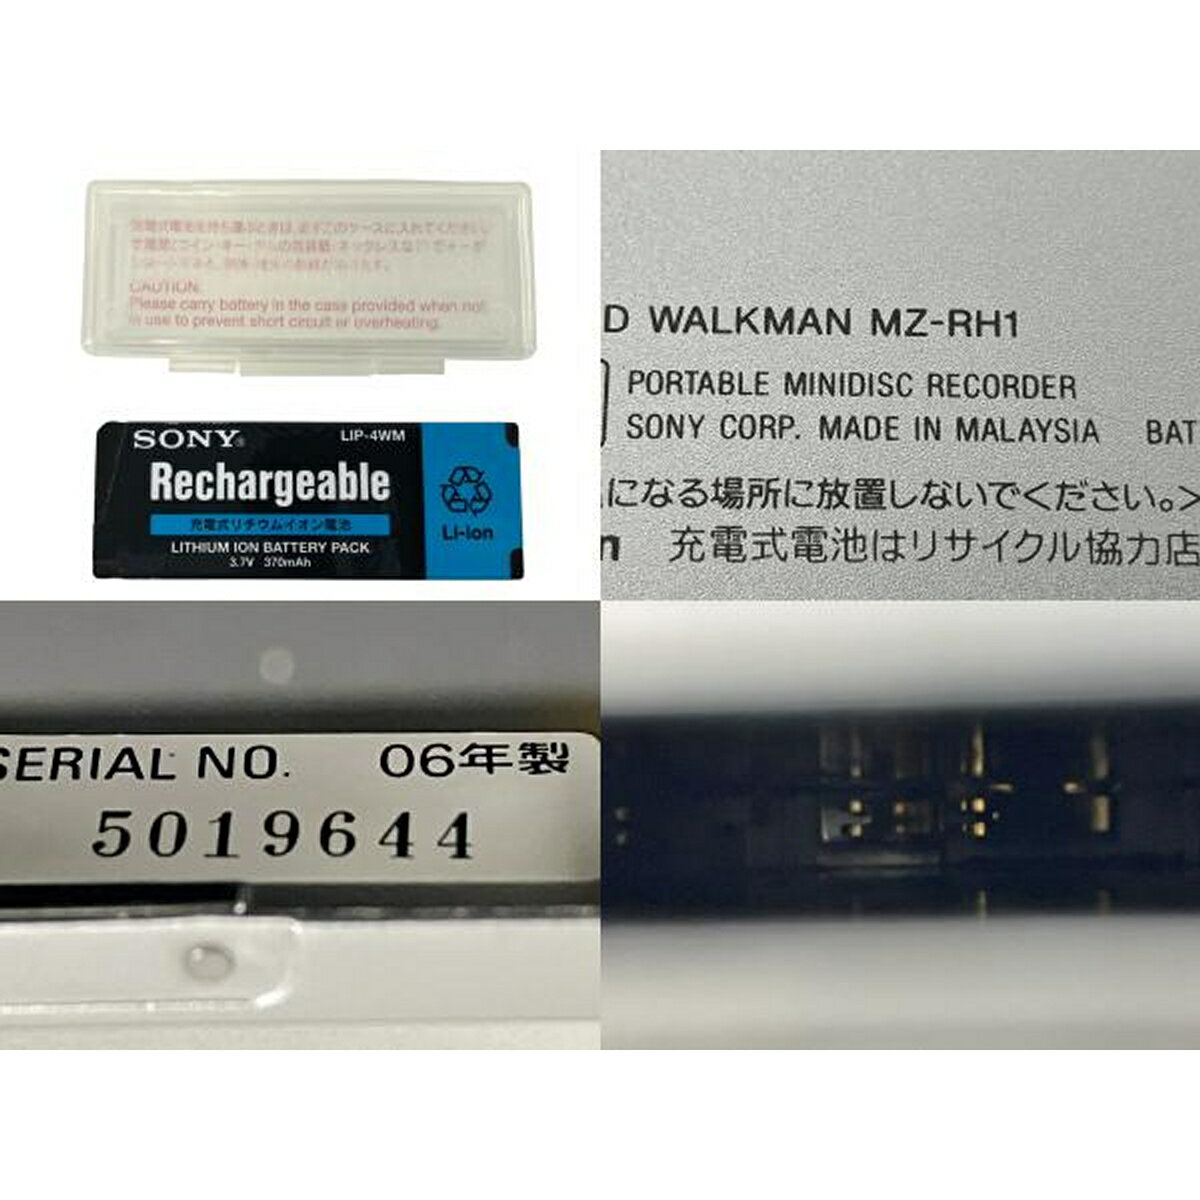 CAUTION:
Please carry battery in the case provided when not
in use to prevent short circuit or overheating.
SONY®
LIP-4WM
Rechargeable
充電式リチウムイオン電池
LITHIUM ION BATTERY PACK
3.7V 370mAh
Li-ion
D WALKMAN MZ-RH1
PORTABLE MINIDISC RECORDER
SONY CORP. MADE IN MALAYSIA BAT
になる場所に放置しないでください。>
n 充電式電池はリサイクル協力店
SERIAL NO. 06年製
5019644